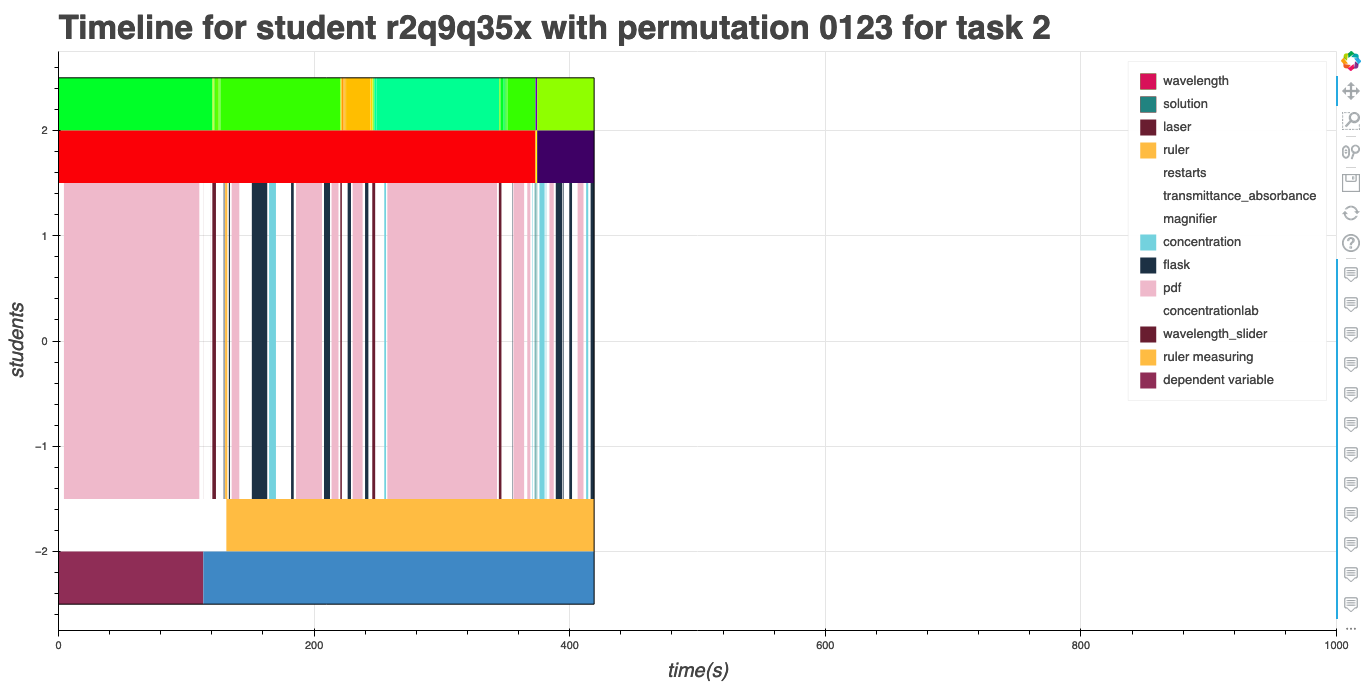 Timeline for student r2q9q35x with permutation 0123 for task 2
wavelength
solution
laser
ruler
restarts
transmittance_absorbance
magnifier
concentration
flask
pdf
concentrationlab
wavelength_slider
ruler measuring
dependent variable
students
2
1
0
−1
−2
0 200 400 600 800 1000
time(s)